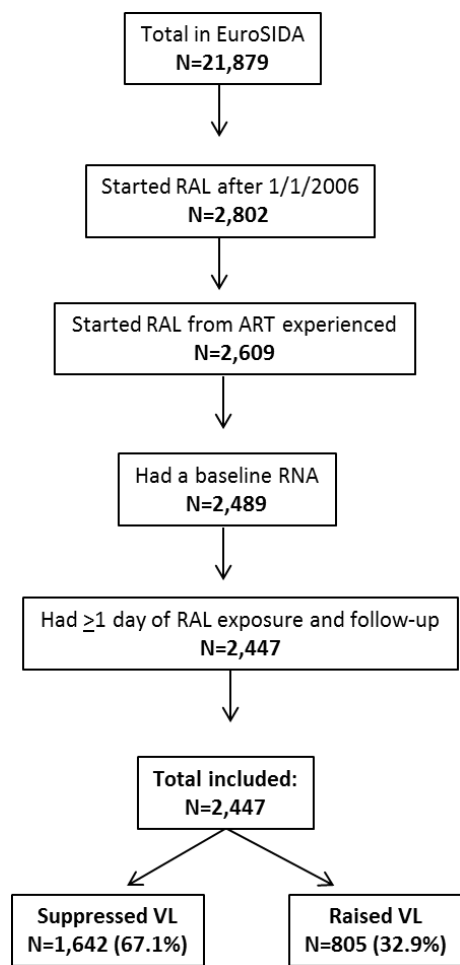 Total in EuroSIDA
N=21,879
Started RAL after 1/1/2006
N=2,802
Started RAL from ART experienced
N=2,609
Had a baseline RNA
N=2,489
Had ≥1 day of RAL exposure and follow-up
N=2,447
Total included:
N=2,447
Suppressed VL
N=1,642 (67.1%)
Raised VL
N=805 (32.9%)